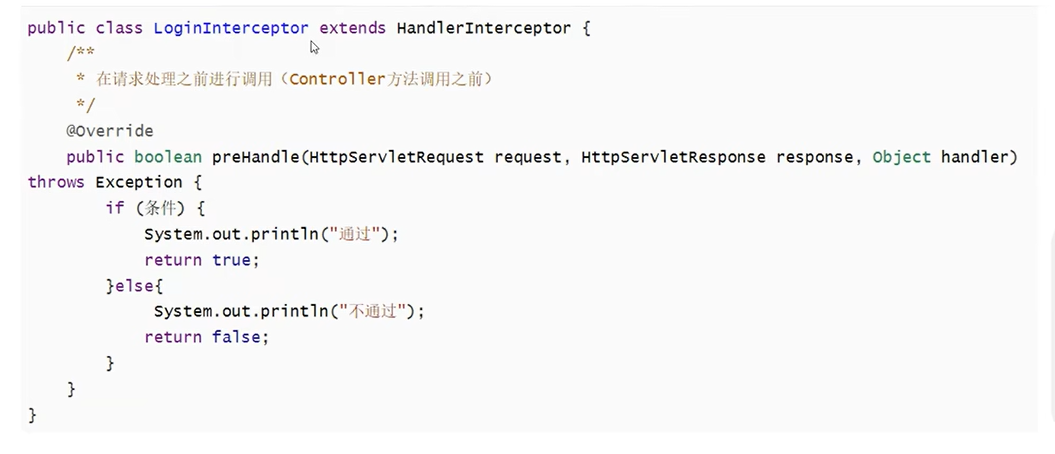 public class LoginInterceptor extends HandlerInterceptor {
/**
* 在请求处理之前进行调用（Controller方法调用之前）
*/
@Override
public boolean preHandle(HttpServletRequest request, HttpServletResponse response, Object handler)
throws Exception {
if (条件) {
System.out.println("通过");
return true;
}else{
System.out.println("不通过");
return false;
}
}
}